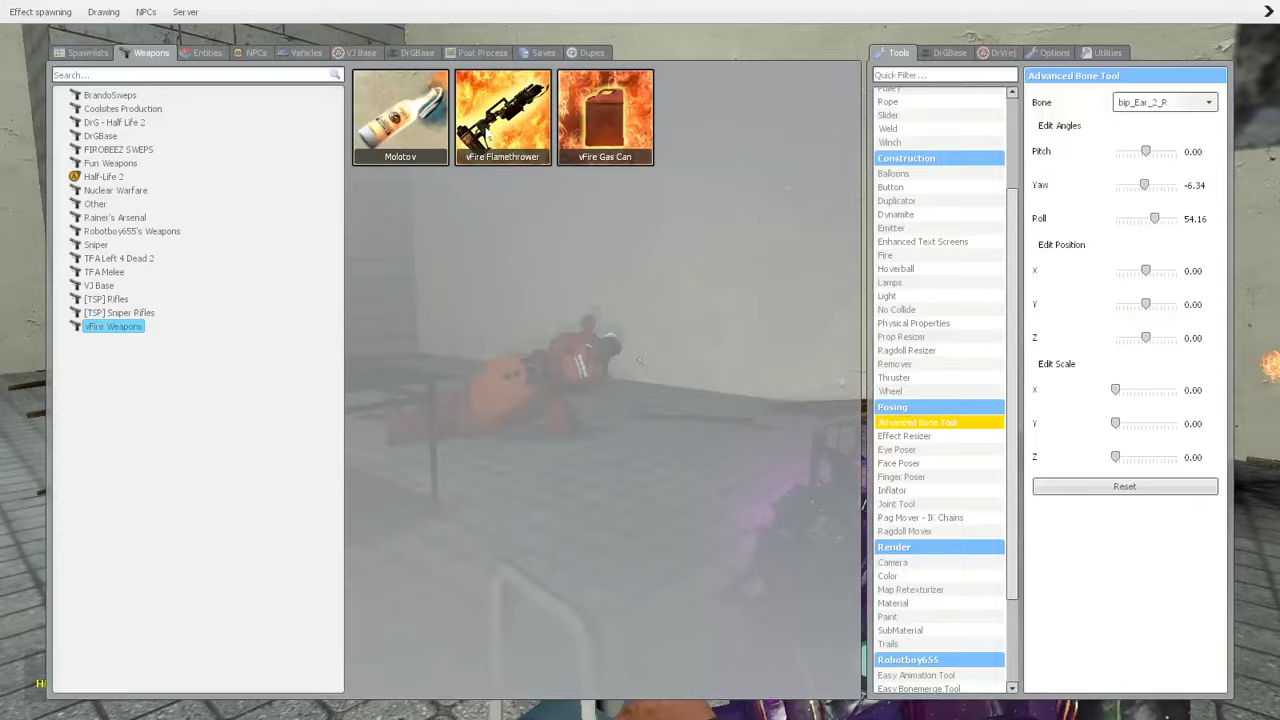 Effect spawning Drawing NPCs Server
Spawnlists Weapons Entities NPCs Vehicles VJ Base DrGBase Post Process Saves Dupes
Search...
BrandoSweps
Coolsites Production
DrG - Half Life 2
DrGBase
FIROBEEZ SWEPS
Fun Weapons
Half-Life 2
Nuclear Warfare
Other
Rainer's Arsenal
Robotboy655's Weapons
Sniper
TFA Left 4 Dead 2
TFA Melee
VJ Base
[TSP] Rifles
[TSP] Sniper Rifles
vFire Weapons
Molotov vFire Flamethrower vFire Gas Can
Tools DrGBase DrVrej Options Utilities
Quick Filter...
Pulley
Rope
Slider
Weld
Winch
Construction
Balloons
Button
Duplicator
Dynamite
Emitter
Enhanced Text Screens
Fire
Hoverball
Lamps
Light
No Collide
Physical Properties
Prop Resizer
Ragdoll Resizer
Remover
Thruster
Wheel
Posing
Advanced Bone Tool
Effect Resizer
Eye Poser
Face Poser
Finger Poser
Inflator
Joint Tool
Rag Mover - IK Chains
Ragdoll Mover
Render
Camera
Color
Map Retexturizer
Material
Paint
SubMaterial
Trails
Robotboy655
Easy Animation Tool
Easy Bonemerge Tool
Advanced Bone Tool
Bone bip_Ear_2_R
Edit Angles
Pitch 0.00
Yaw -6.34
Roll 54.16
Edit Position
X 0.00
Y 0.00
Z 0.00
Edit Scale
X 0.00
Y 0.00
Z 0.00
Reset